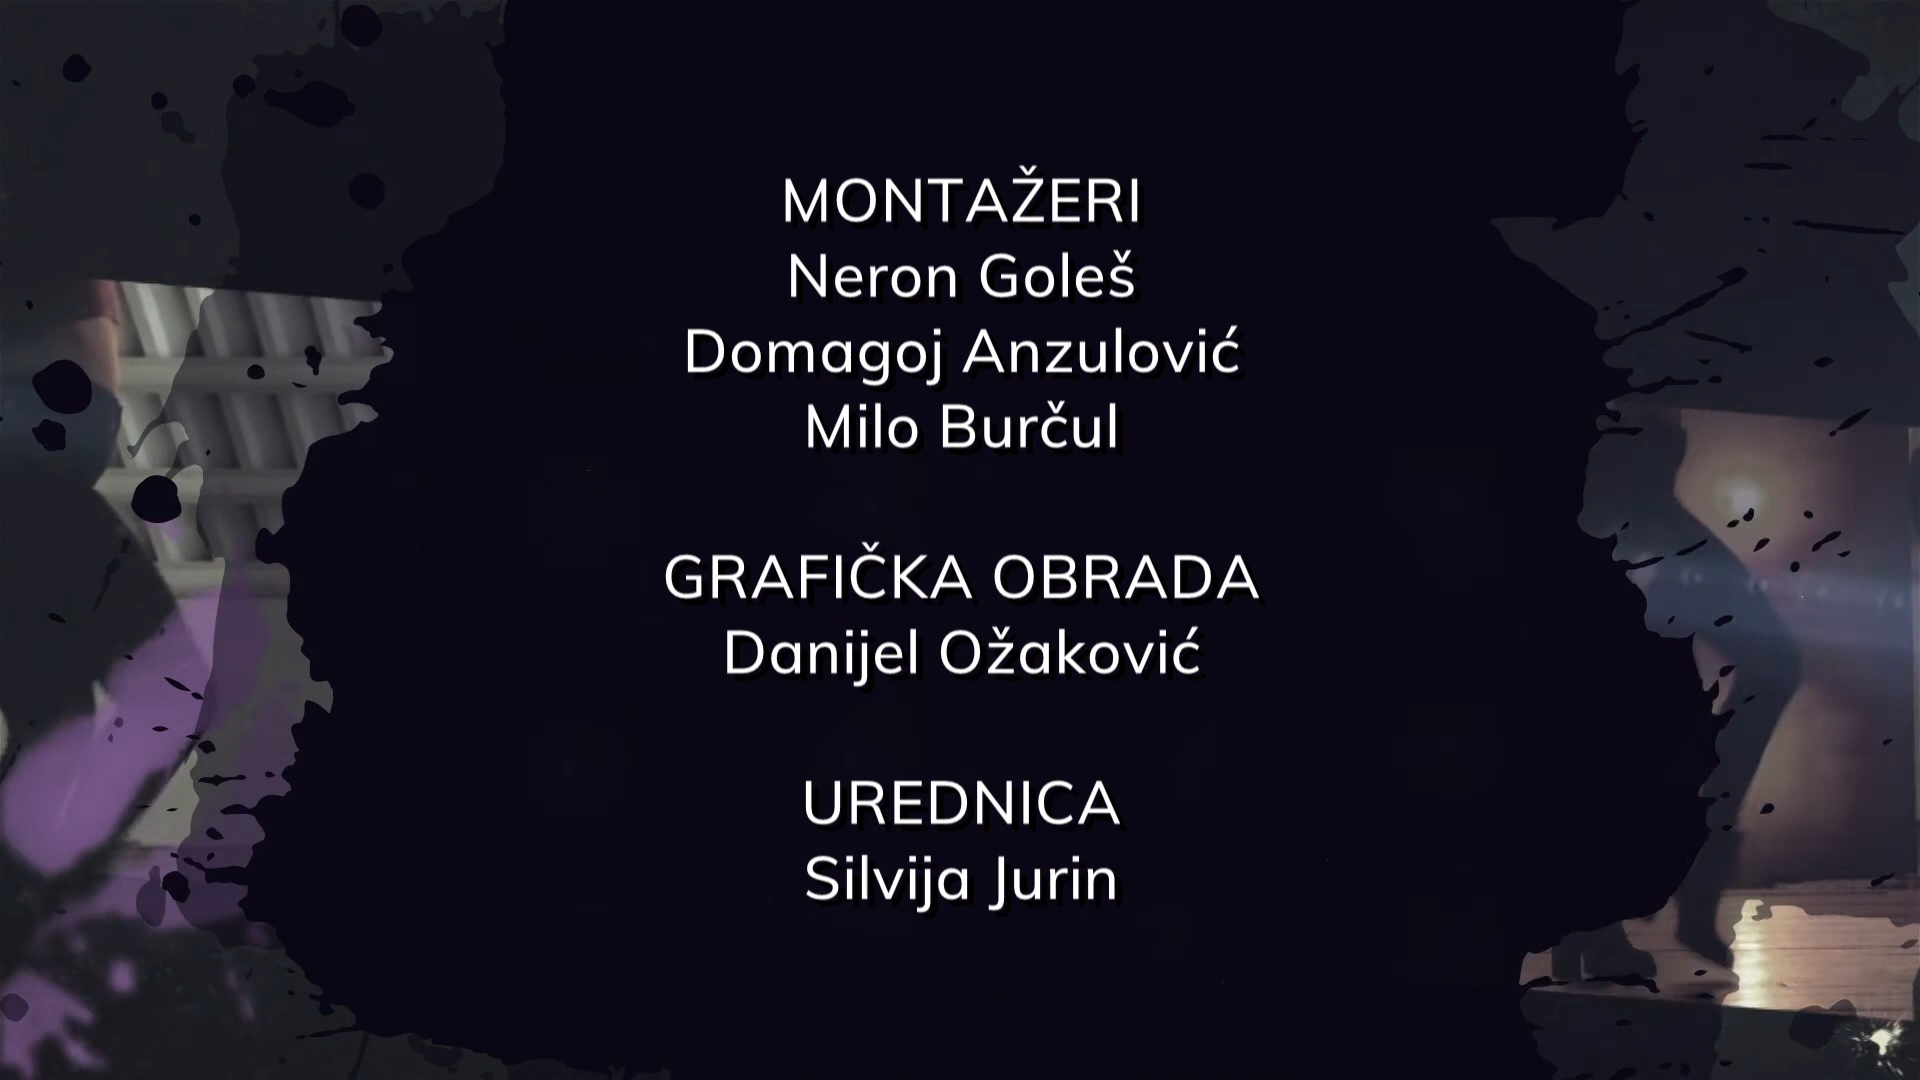 MONTAŽERI
Neron Goleš
Domagoj Anzulović
Milo Burčul
GRAFIČKA OBRADA
Danijel Ožaković
UREDNICA
Silvija Jurin